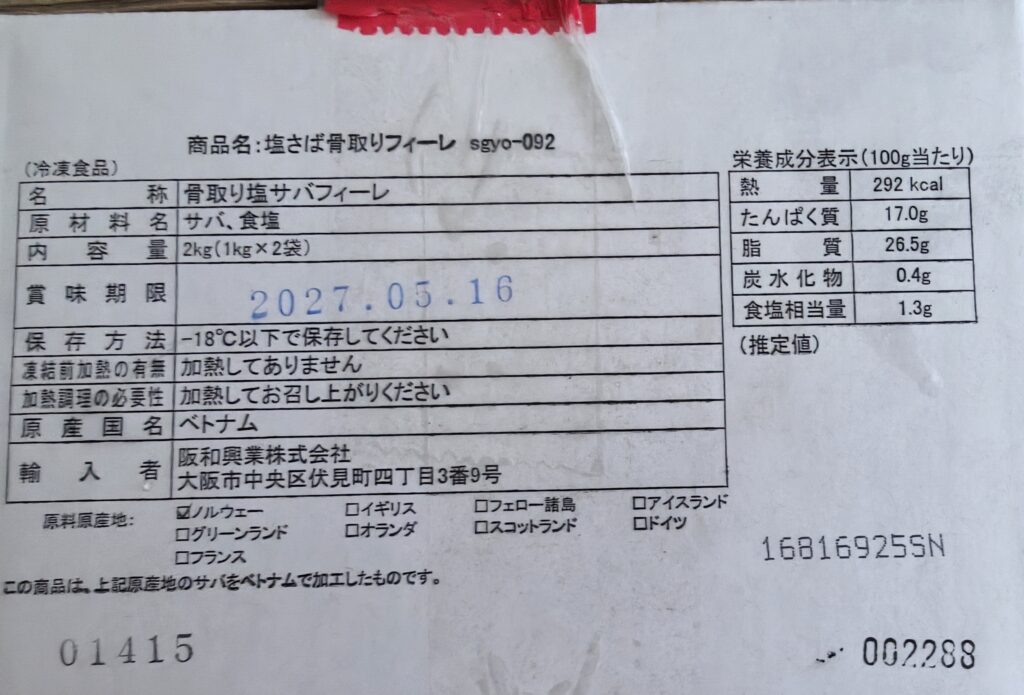 商品名:塩さば骨取りフィーレ sgyo-092
(冷凍食品)
名称 骨取り塩サバフィーレ
原材料名 サバ、食塩
内容量 2kg(1kg×2袋)
賞味期限 2027.05.16
保存方法 -18℃以下で保存してください
凍結前加熱の有無 加熱してありません
加熱調理の必要性 加熱してお召し上がりください
原産国名 ベトナム
輸入者 阪和興業株式会社
大阪市中央区伏見町四丁目3番9号
栄養成分表示(100g当たり)
熱量 292 kcal
たんぱく質 17.0g
脂質 26.5g
炭水化物 0.4g
食塩相当量 1.3g
(推定値)
原料原産地: ☑ノルウェー □イギリス □フェロー諸島 □アイスランド
□グリーンランド □オランダ □スコットランド □ドイツ
□フランス
この商品は、上記原産地のサバをベトナムで加工したものです。
16816925SN
01415
002288